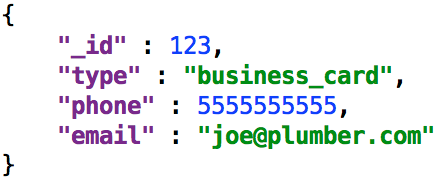 {
"_id" : 123,
"type" : "business_card",
"phone" : 5555555555,
"email" : "joe@plumber.com"
}